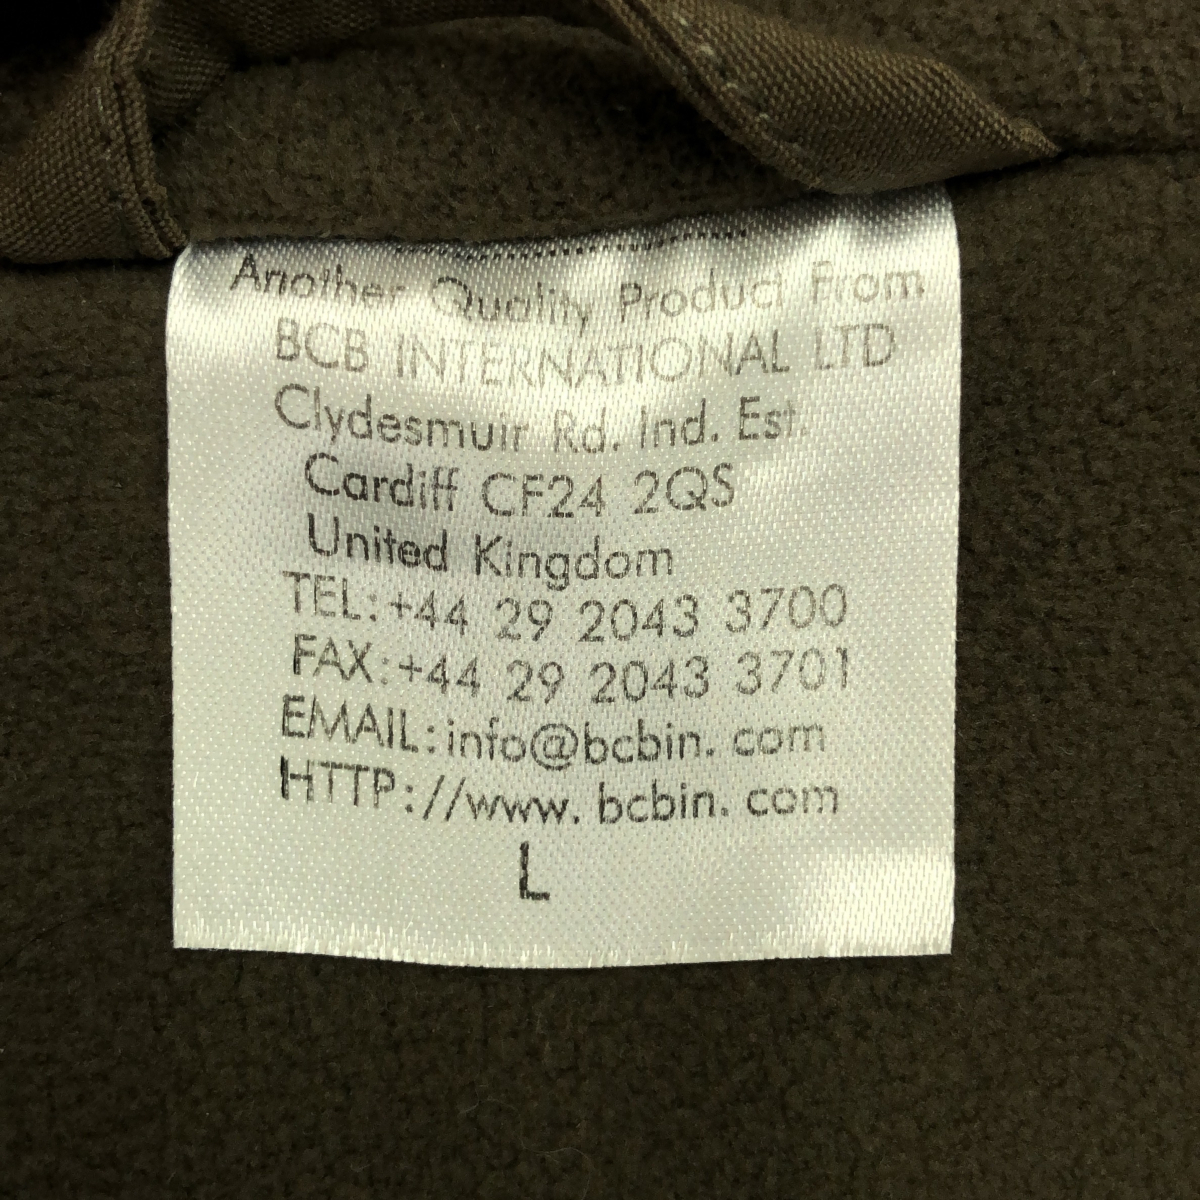 Another Quality Product From
BCB INTERNATIONAL LTD
Clydesmuir Rd. Ind. Est.
Cardiff CF24 2QS
United Kingdom
TEL:+44 29 2043 3700
FAX:+44 29 2043 3701
EMAIL:info@bcbin. com
HTTP://www. bcbin. com
L